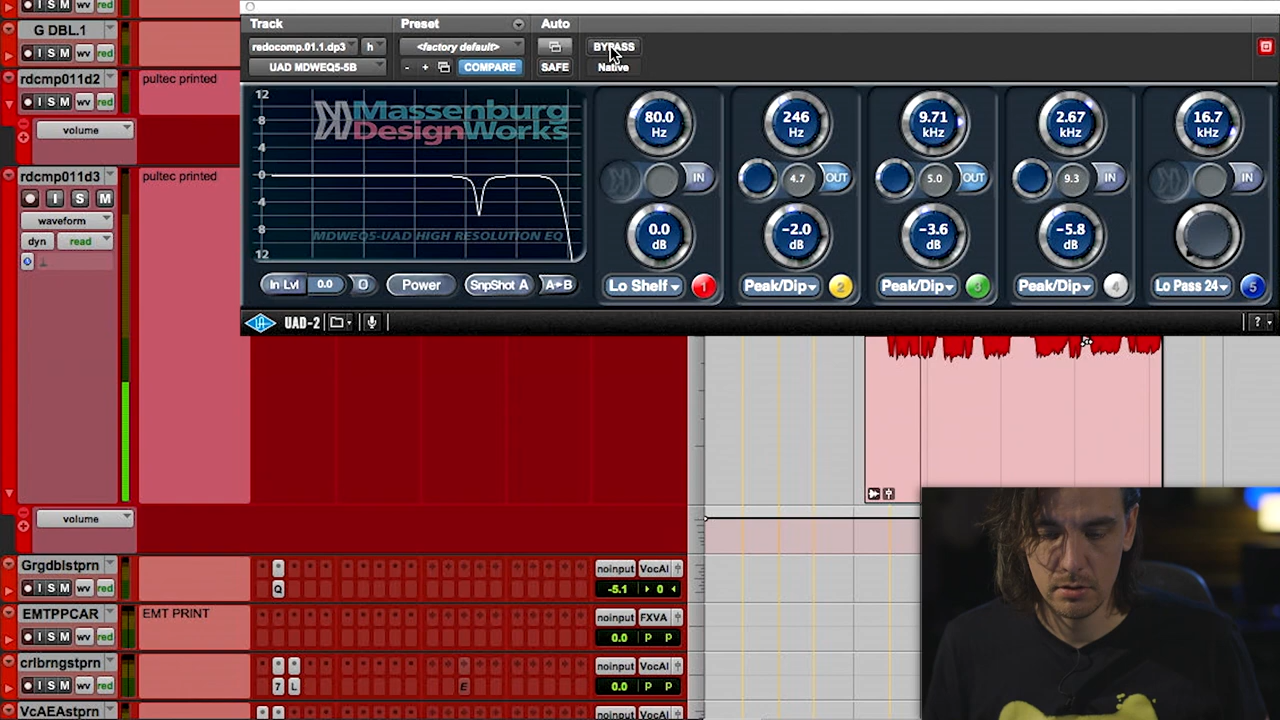 Track Preset Auto
redocomp.01.1.dp3 h <factory default> BYPASS
UAD MDWEQ5-5B - + COMPARE SAFE Native
red
G DBL.1
I S M wv red
rdcmp011d2 pultec printed
I S M wv red
volume
rdcmp011d3 pultec printed
I S M
waveform
dyn read
volume
12
8
4
0
4
8
12
Massenburg
DesignWorks
MDWEQ5-UAD HIGH RESOLUTION EQ
In Lvl 0.0 Power SnpShot A A▸B
80.0 Hz 246 Hz 9.71 kHz 2.67 kHz 16.7 kHz
IN 4.7 OUT 5.0 OUT 9.3 IN IN
0.0 dB -2.0 dB -3.6 dB -5.8 dB
Lo Shelf 1 Peak/Dip 2 Peak/Dip 3 Peak/Dip 4 Lo Pass 24 5
UAD-2 ?
Grgdblstprn noinput VocAl
I S M wv red Q -5.1 0
EMTPPCAR EMT PRINT noinput FXVA
I S M wv red 0.0 P P
crlbrngstprn noinput VocAl
I S M wv red 7 L E 0.0 P P
VcAEAstprn noinput VocAl